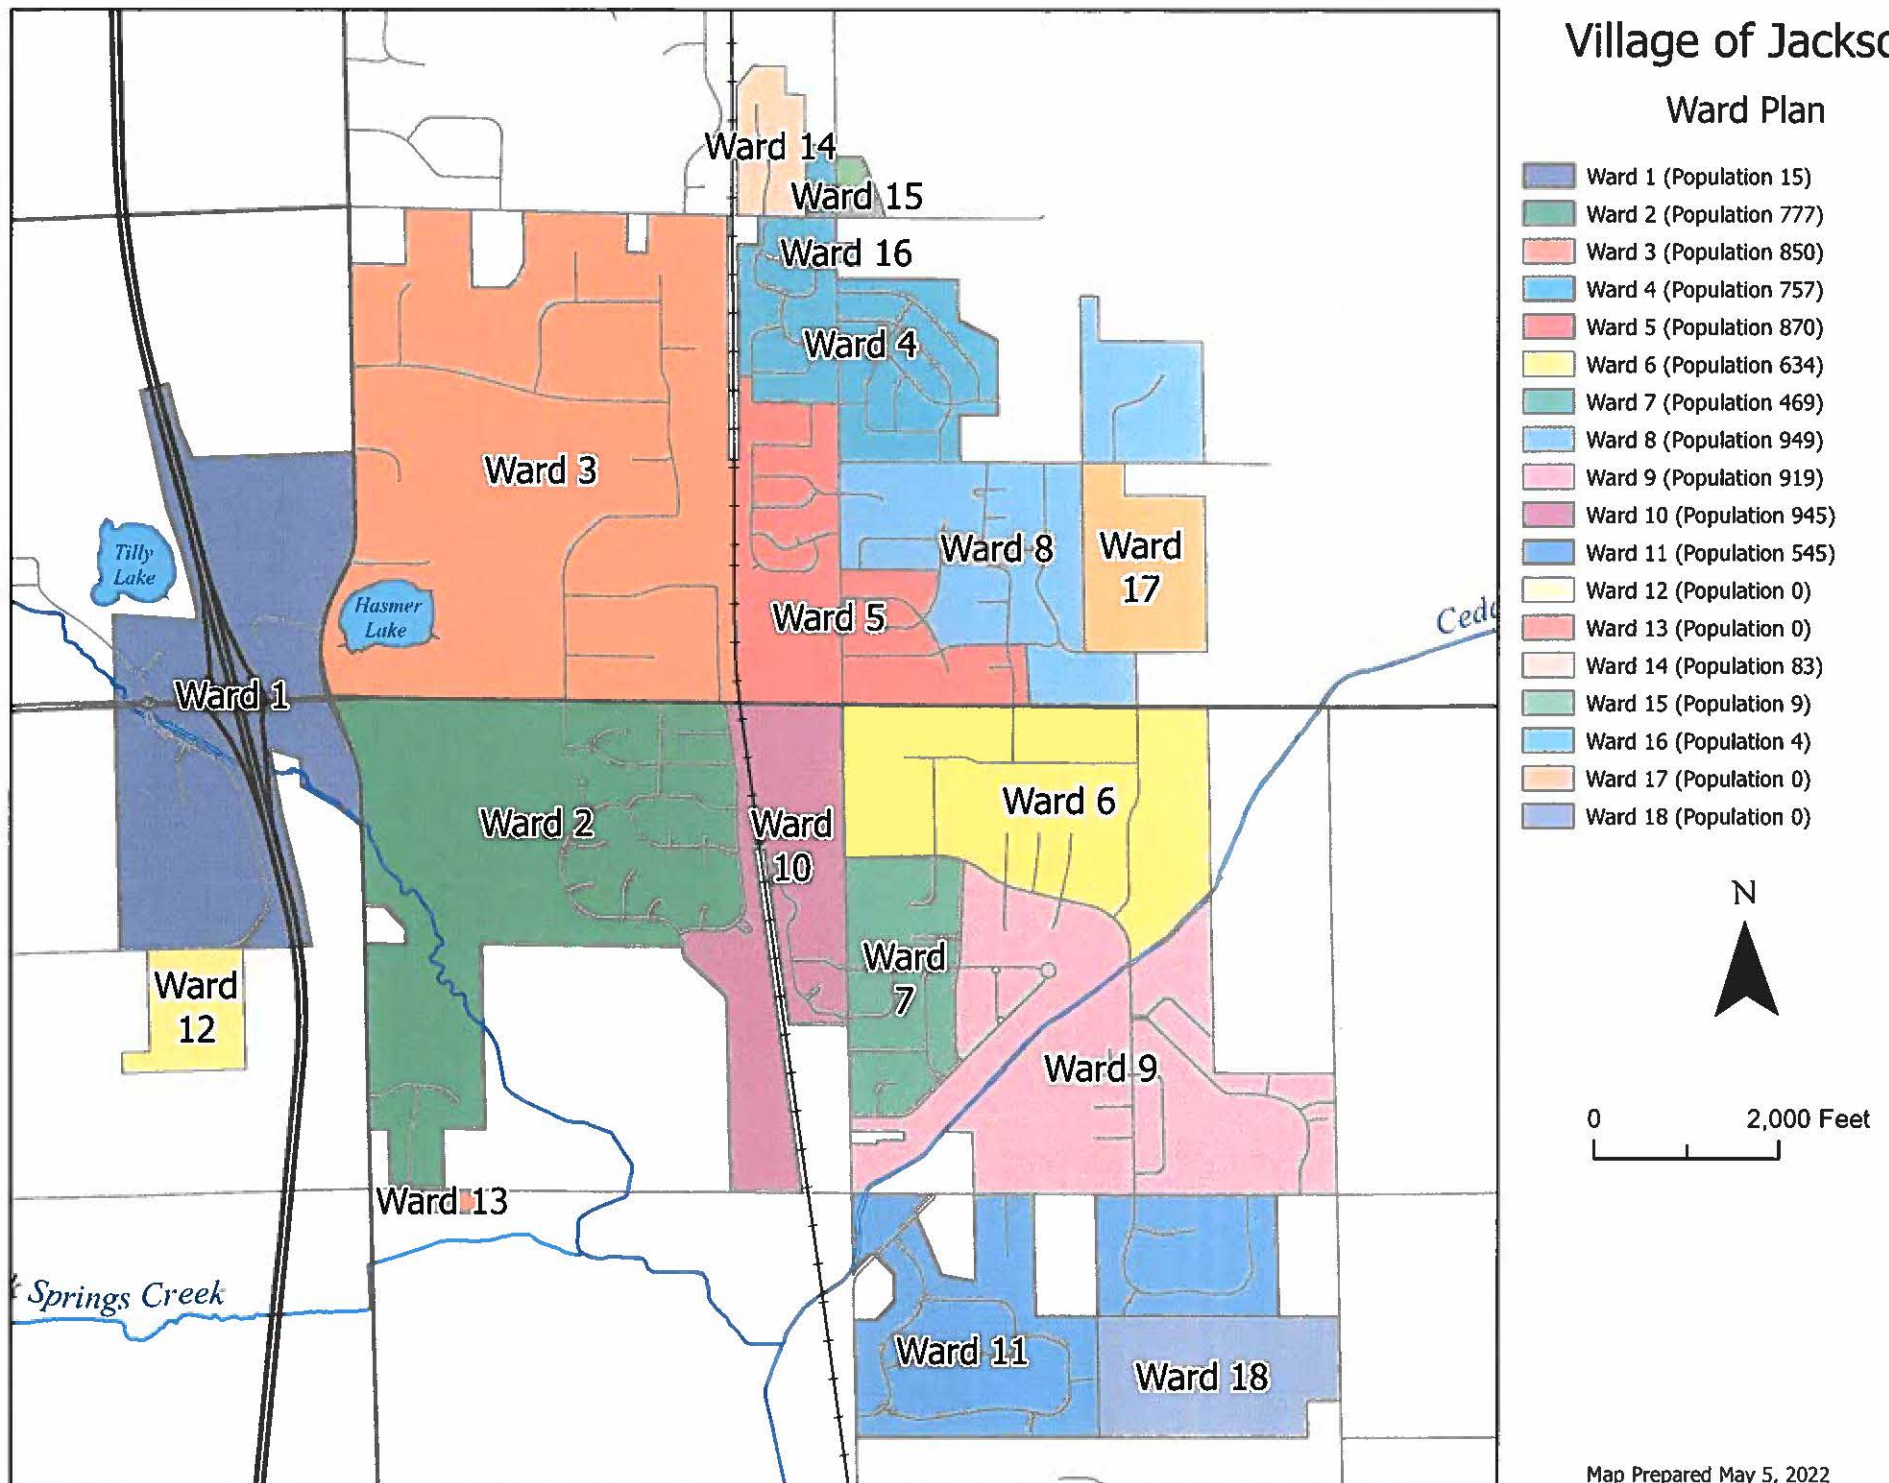 Village of Jackso
Ward Plan
Ward 1 (Population 15)
Ward 2 (Population 777)
Ward 3 (Population 850)
Ward 4 (Population 757)
Ward 5 (Population 870)
Ward 6 (Population 634)
Ward 7 (Population 469)
Ward 8 (Population 949)
Ward 9 (Population 919)
Ward 10 (Population 945)
Ward 11 (Population 545)
Ward 12 (Population 0)
Ward 13 (Population 0)
Ward 14 (Population 83)
Ward 15 (Population 9)
Ward 16 (Population 4)
Ward 17 (Population 0)
Ward 18 (Population 0)
N
0 2,000 Feet
Map Prepared May 5, 2022
Ward 14
Ward 15
Ward 16
Ward 4
Ward 3
Ward 8
Ward
17
Tilly
Lake
Hasmer
Lake
Ward 5
Ceda
Ward 1
Ward 2
Ward
10
Ward 6
Ward
7
Ward
12
Ward 9
Ward 13
Springs Creek
Ward 11
Ward 18